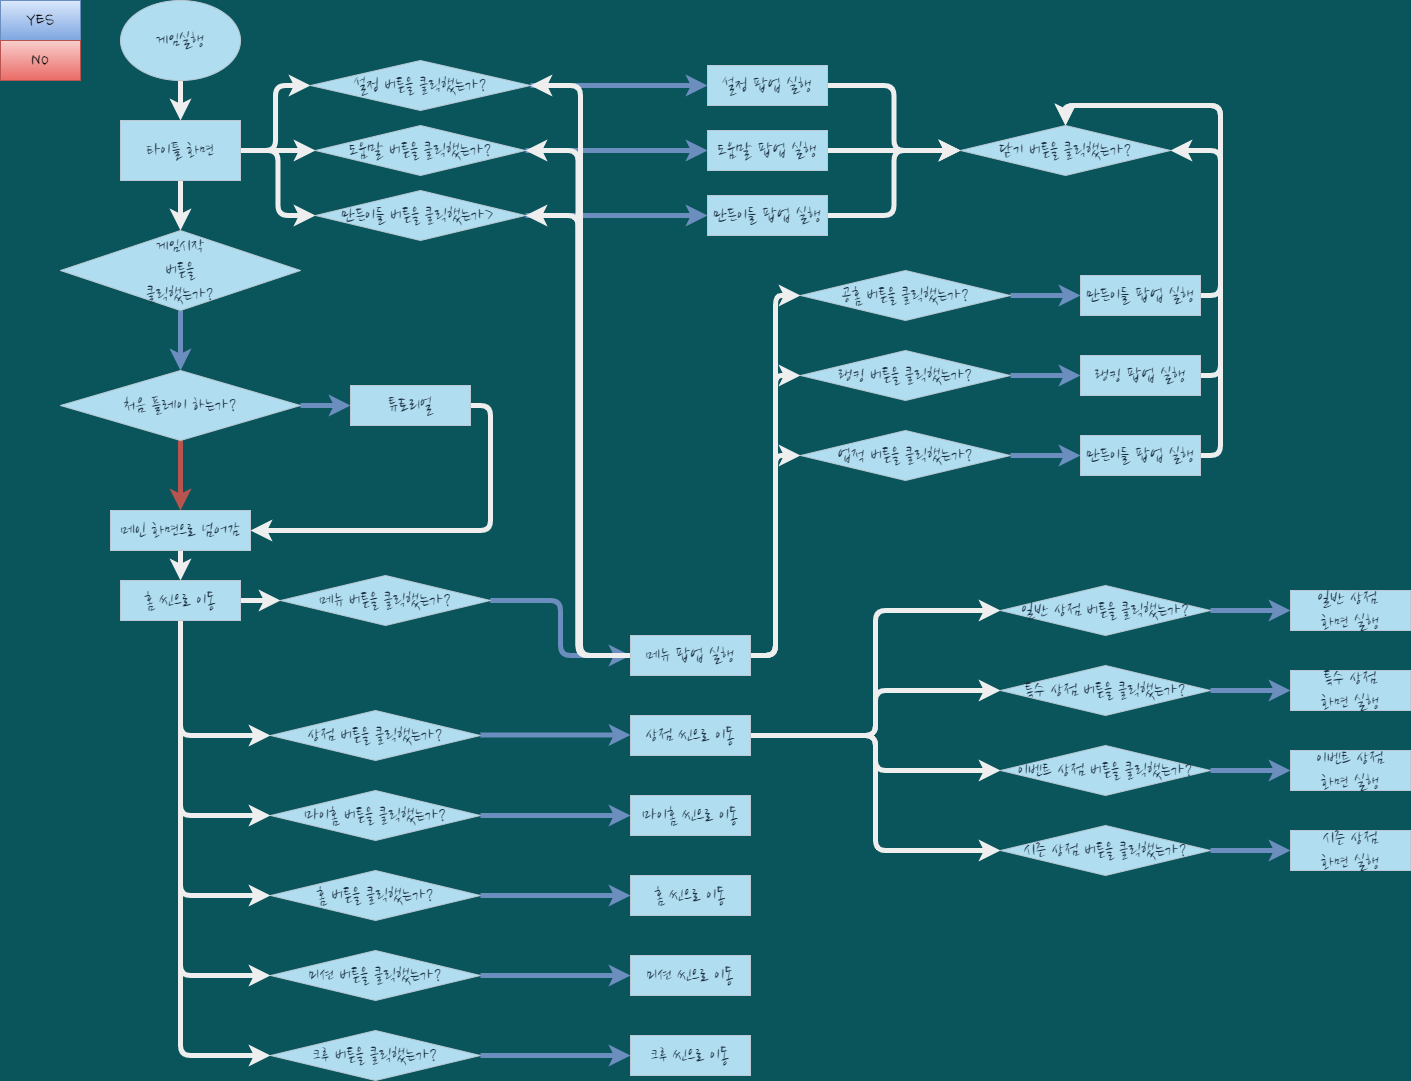 YES
NO
게임실행
타이틀 화면
설정 버튼을 클릭했는가?
도움말 버튼을 클릭했는가?
만든이들 버튼을 클릭했는가>
설정 팝업 실행
도움말 팝업 실행
만든이들 팝업 실행
닫기 버튼을 클릭했는가?
게임시작
버튼을
클릭했는가?
처음 플레이 하는가?
튜토리얼
메인 화면으로 넘어감
홈 씬으로 이동
메뉴 버튼을 클릭했는가?
메뉴 팝업 실행
공홈 버튼을 클릭했는가?
만든이들 팝업 실행
랭킹 버튼을 클릭했는가?
랭킹 팝업 실행
업적 버튼을 클릭했는가?
만든이들 팝업 실행
상점 버튼을 클릭했는가?
상점 씬으로 이동
마이홈 버튼을 클릭했는가?
마이홈 씬으로 이동
홈 버튼을 클릭했는가?
홈 씬으로 이동
미션 버튼을 클릭했는가?
미션 씬으로 이동
크루 버튼을 클릭했는가?
크루 씬으로 이동
일반 상점 버튼을 클릭했는가?
일반 상점
화면 실행
특수 상점 버튼을 클릭했는가?
특수 상점
화면 실행
이벤트 상점 버튼을 클릭했는가?
이벤트 상점
화면 실행
시즌 상점 버튼을 클릭했는가?
시즌 상점
화면 실행